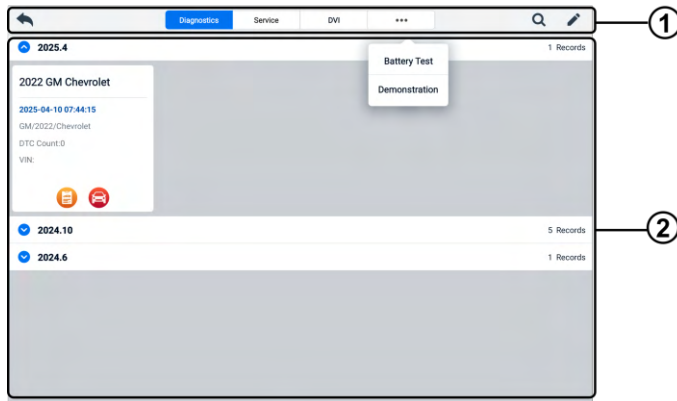 Diagnostics Service DVI •••
1
2025.4 1 Records
Battery Test
Demonstration
2022 GM Chevrolet
2025-04-10 07:44:15
GM/2022/Chevrolet
DTC Count:0
VIN:
2024.10 5 Records
2
2024.6 1 Records